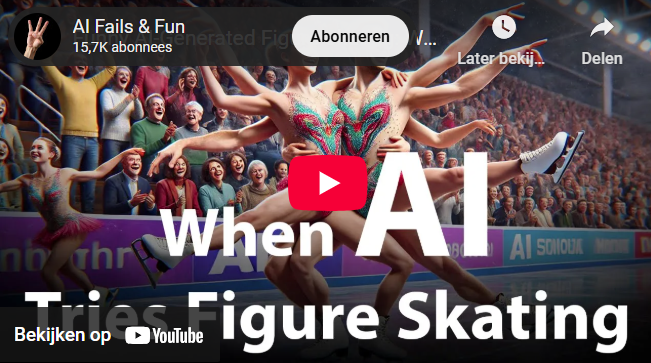 AI Fails & Fun
15,7K abonnees
Abonneren
Later bekij...
Delen
When AI
Tries Figure Skating
Bekijken op YouTube